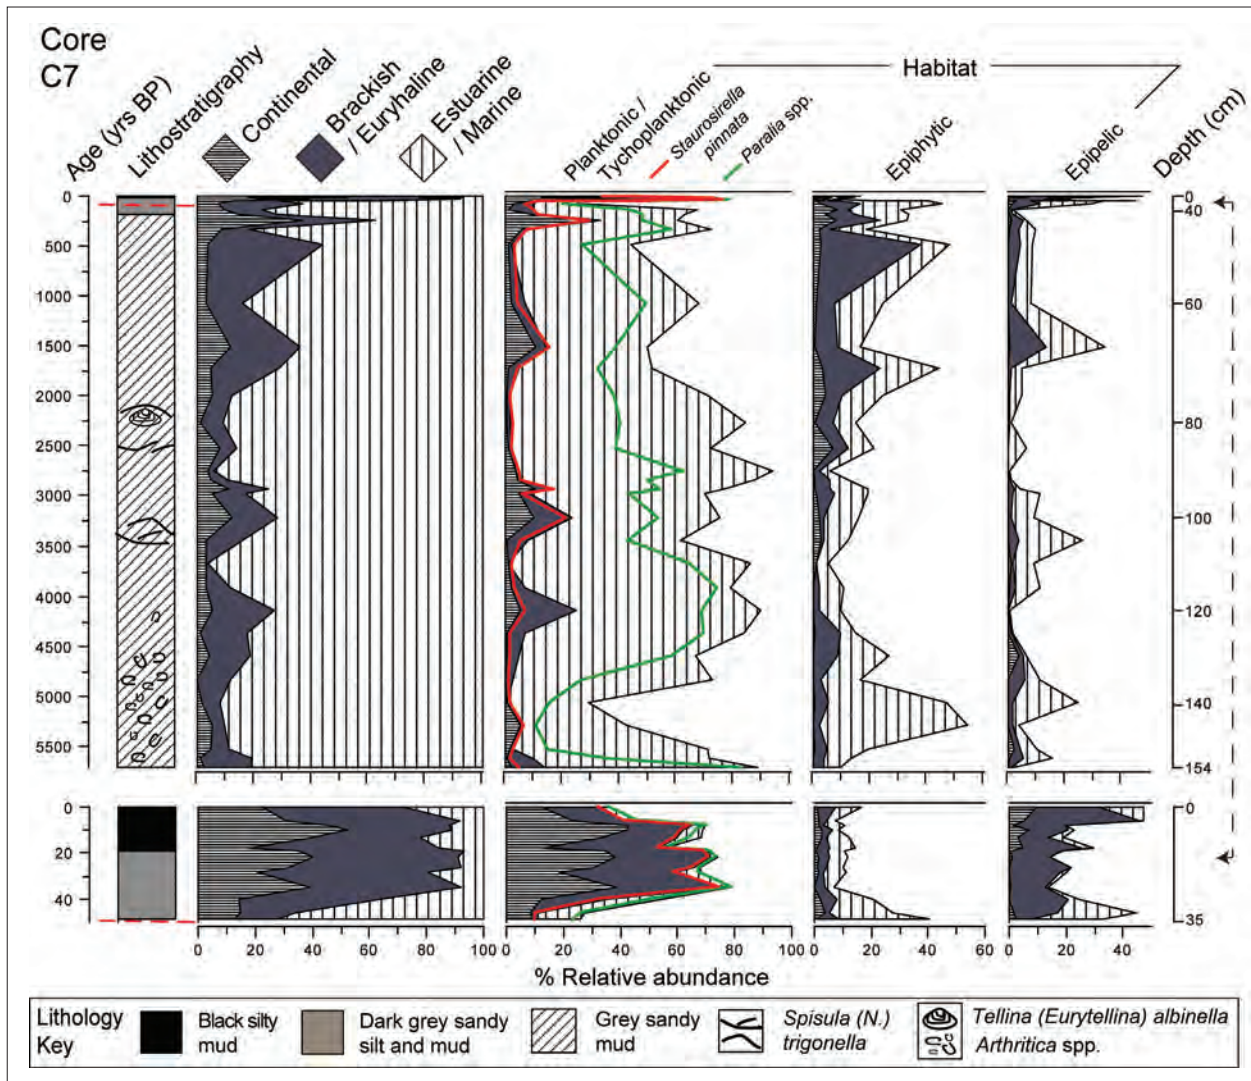 Core
C7
Age (yrs BP)
Lithostratigraphy
Continental
Brackish
/ Euryhaline
Estuarine
/ Marine
Planktonic /
Tychoplanktonic
Staurosirella
pinnata
Paralia spp.
Habitat
Epiphytic
Epipelic
Depth (cm)
0
500
1000
1500
2000
2500
3000
3500
4000
4500
5000
5500
0
40
60
80
100
120
140
154
0
20
40
0
35
0 20 40 60 80 100
0 20 40 60 80 100
0 20 40 60
0 20 40
% Relative abundance
Lithology
Key
Black silty
mud
Dark grey sandy
silt and mud
Grey sandy
mud
Spisula (N.)
trigonella
Tellina (Eurytellina) albinella
Arthritica spp.